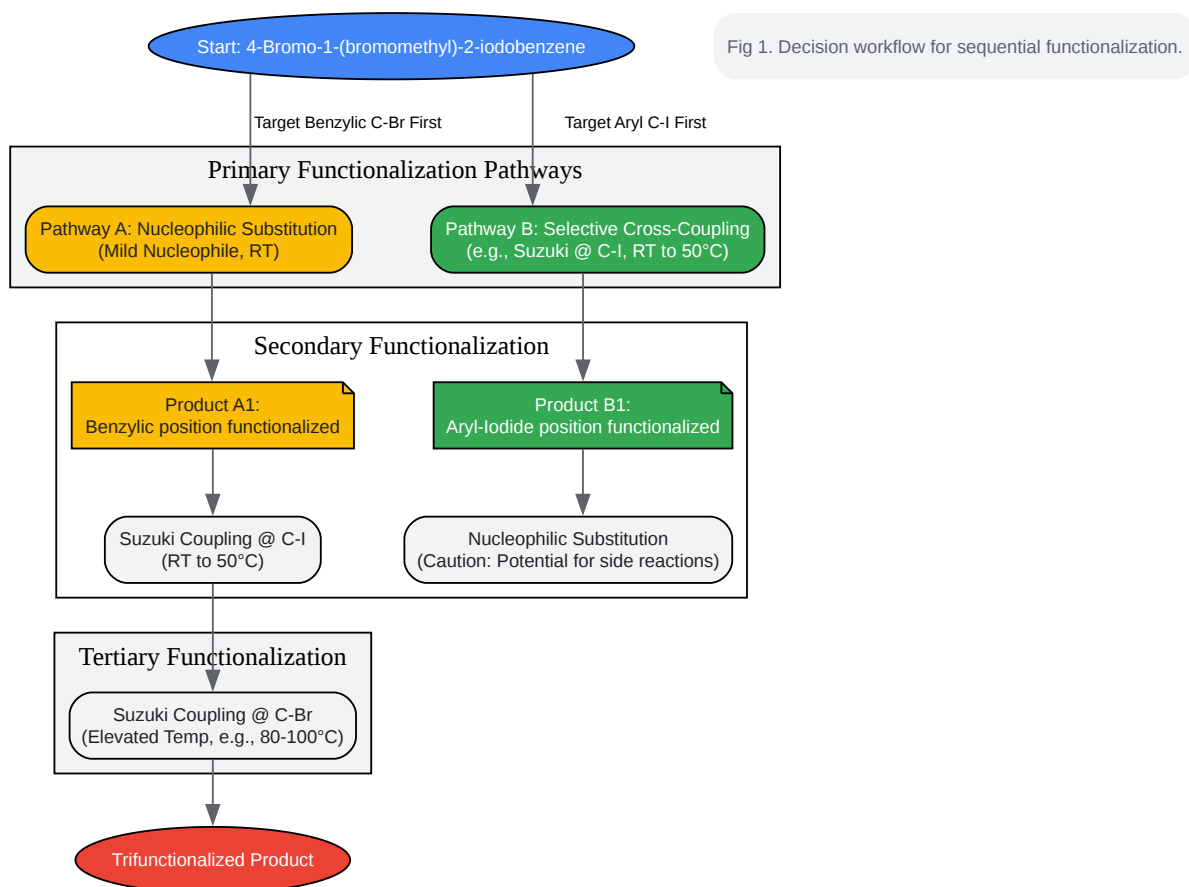 Start: 4-Bromo-1-(bromomethyl)-2-iodobenzene
Fig 1. Decision workflow for sequential functionalization.
Target Benzylic C-Br First
Target Aryl C-I First
Primary Functionalization Pathways
Pathway A: Nucleophilic Substitution
(Mild Nucleophile, RT)
Pathway B: Selective Cross-Coupling
(e.g., Suzuki @ C-I, RT to 50°C)
Secondary Functionalization
Product A1:
Benzylic position functionalized
Product B1:
Aryl-Iodide position functionalized
Suzuki Coupling @ C-I
(RT to 50°C)
Nucleophilic Substitution
(Caution: Potential for side reactions)
Tertiary Functionalization
Suzuki Coupling @ C-Br
(Elevated Temp, e.g., 80-100°C)
Trifunctionalized Product